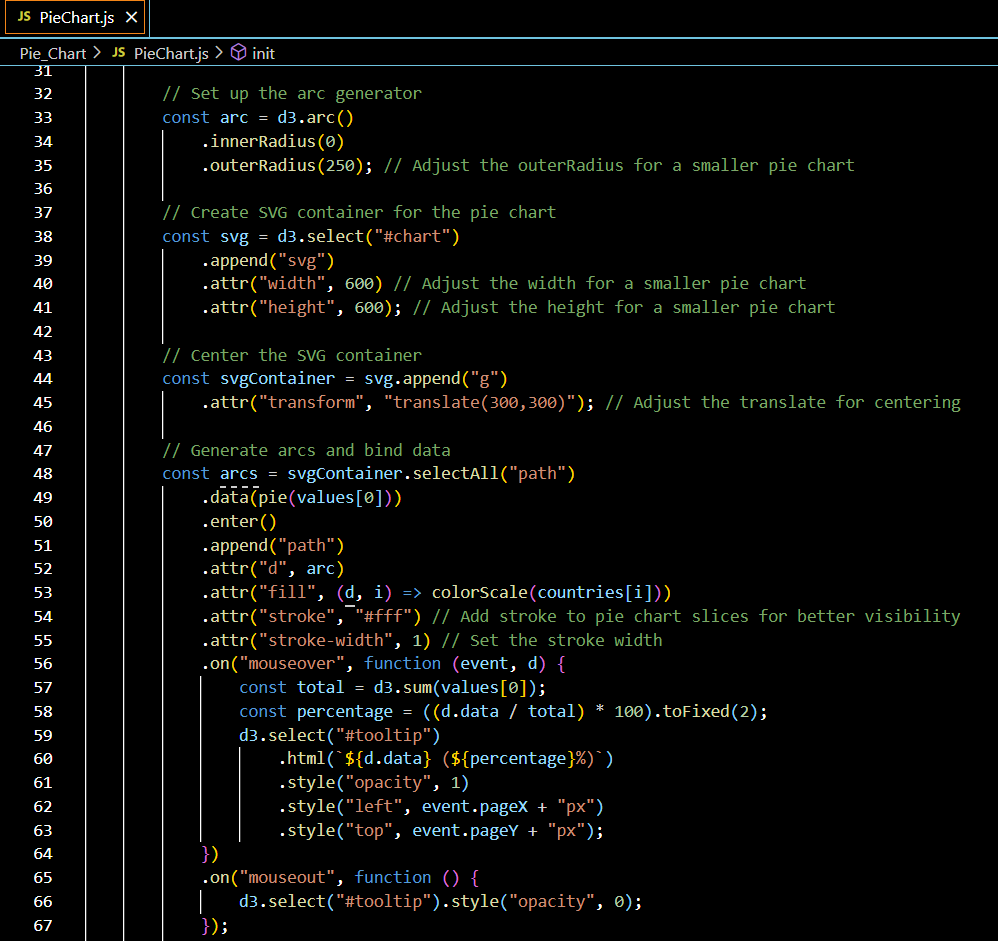 JS PieChart.js ×
Pie_Chart > JS PieChart.js > init
31
32 // Set up the arc generator
33 const arc = d3.arc()
34 .innerRadius(0)
35 .outerRadius(250); // Adjust the outerRadius for a smaller pie chart
36
37 // Create SVG container for the pie chart
38 const svg = d3.select("#chart")
39 .append("svg")
40 .attr("width", 600) // Adjust the width for a smaller pie chart
41 .attr("height", 600); // Adjust the height for a smaller pie chart
42
43 // Center the SVG container
44 const svgContainer = svg.append("g")
45 .attr("transform", "translate(300,300)"); // Adjust the translate for centering
46
47 // Generate arcs and bind data
48 const arcs = svgContainer.selectAll("path")
49 .data(pie(values[0]))
50 .enter()
51 .append("path")
52 .attr("d", arc)
53 .attr("fill", (d, i) => colorScale(countries[i]))
54 .attr("stroke", "#fff") // Add stroke to pie chart slices for better visibility
55 .attr("stroke-width", 1) // Set the stroke width
56 .on("mouseover", function (event, d) {
57 const total = d3.sum(values[0]);
58 const percentage = ((d.data / total) * 100).toFixed(2);
59 d3.select("#tooltip")
60 .html(`${d.data} (${percentage}%)`)
61 .style("opacity", 1)
62 .style("left", event.pageX + "px")
63 .style("top", event.pageY + "px");
64 })
65 .on("mouseout", function () {
66 d3.select("#tooltip").style("opacity", 0);
67 });